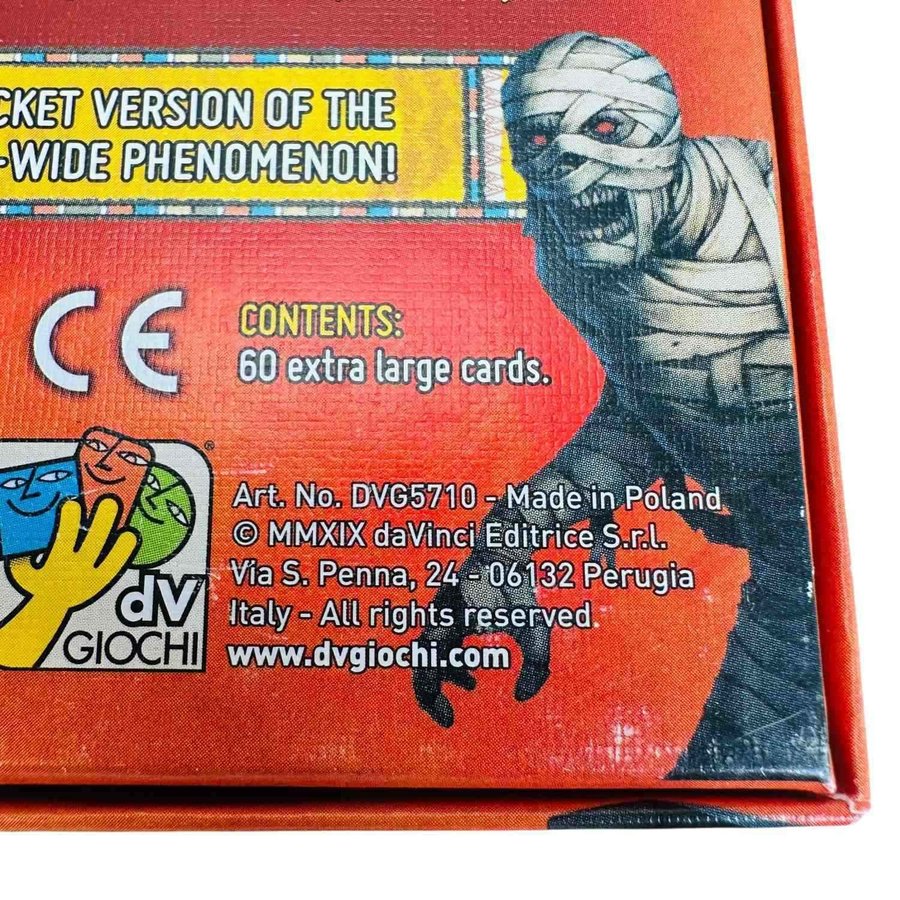 CKET VERSION OF THE
-WIDE PHENOMENON!
CE
CONTENTS:
60 extra large cards.
dV
GIOCHI
®
Art. No. DVG5710 - Made in Poland
© MMXIX daVinci Editrice S.r.l.
Via S. Penna, 24 - 06132 Perugia
Italy - All rights reserved.
www.dvgiochi.com